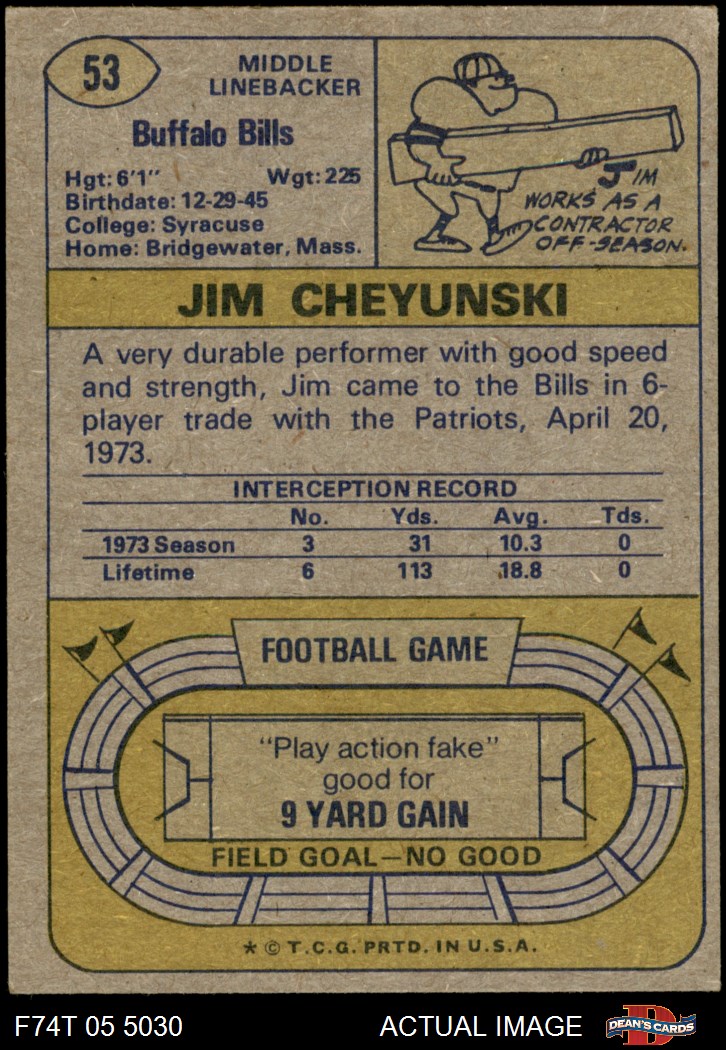 53
MIDDLE
LINEBACKER
Buffalo Bills
Hgt: 6'1" Wgt: 225
Birthdate: 12-29-45
College: Syracuse
Home: Bridgewater, Mass.
JIM
WORKS AS A
CONTRACTOR
OFF-SEASON.
JIM CHEYUNSKI
A very durable performer with good speed
and strength, Jim came to the Bills in 6-
player trade with the Patriots, April 20,
1973.
INTERCEPTION RECORD
No. Yds. Avg. Tds.
1973 Season 3 31 10.3 0
Lifetime 6 113 18.8 0
FOOTBALL GAME
"Play action fake"
good for
9 YARD GAIN
FIELD GOAL—NO GOOD
* © T.C.G. PRTD. IN U.S.A.
F74T 05 5030 ACTUAL IMAGE D DEAN'S CARDS